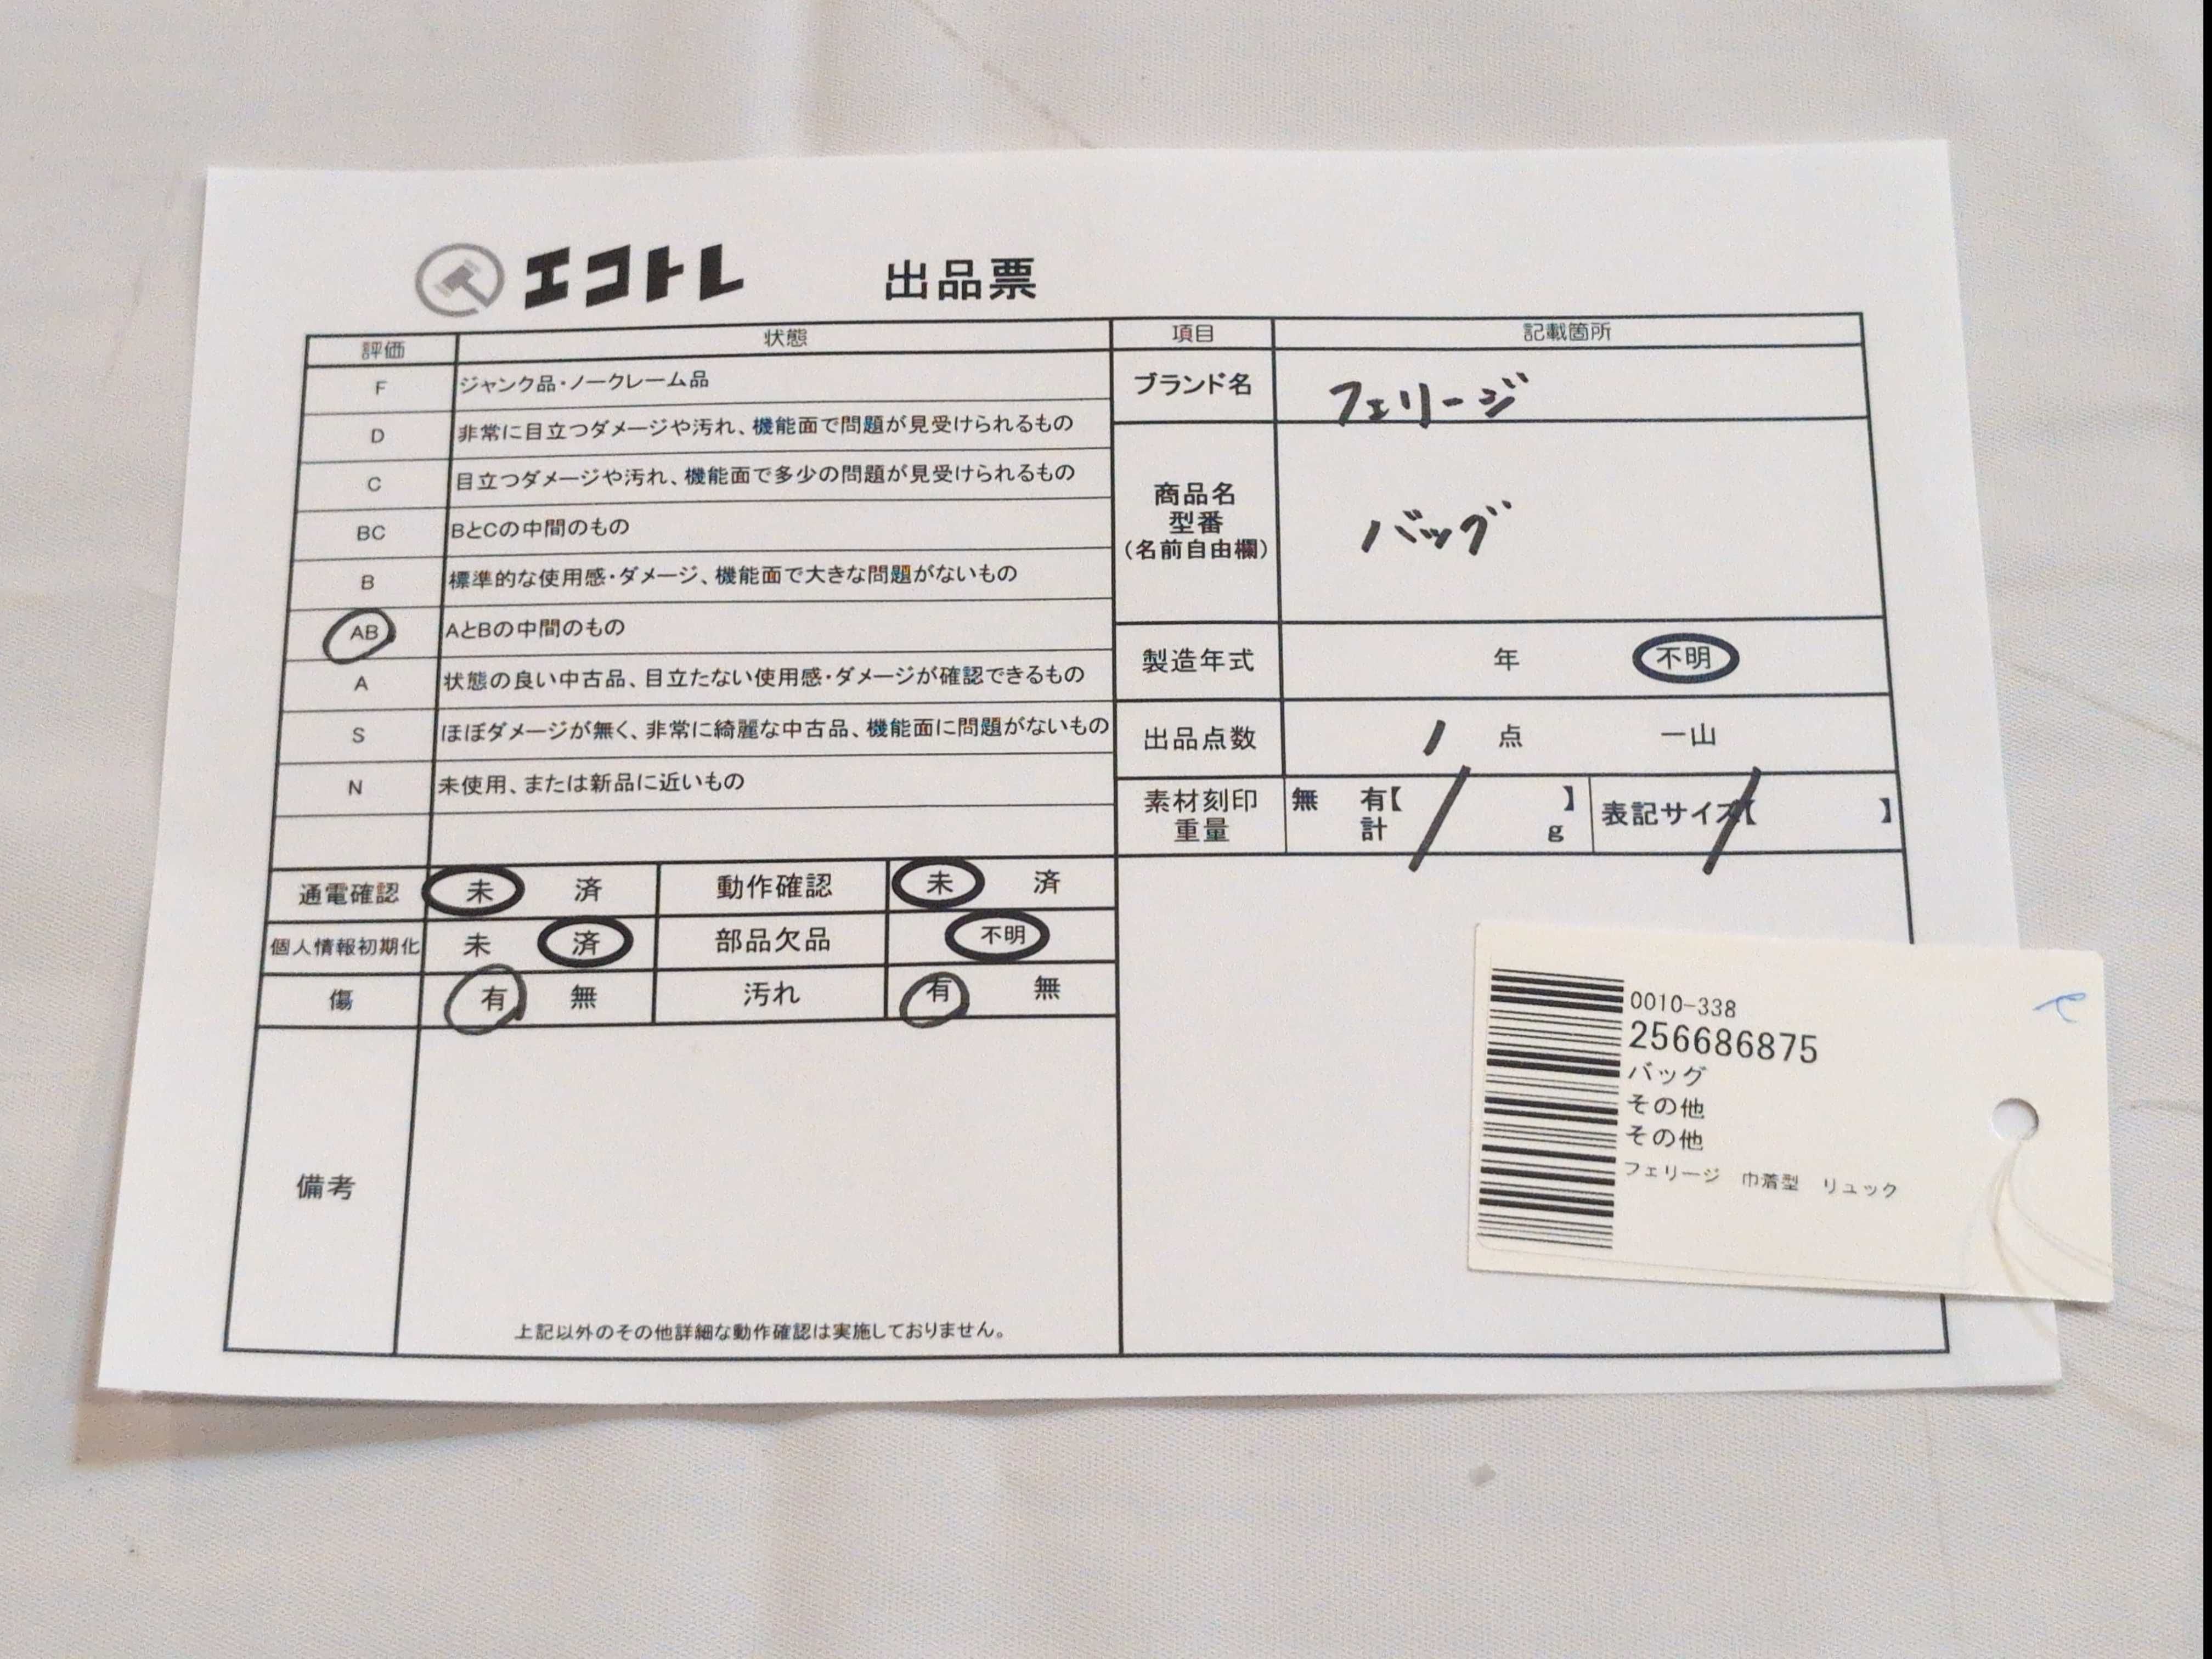 エコトレ 出品票
評価 状態
F ジャンク品・ノークレーム品
D 非常に目立つダメージや汚れ、機能面で問題が見受けられるもの
C 目立つダメージや汚れ、機能面で多少の問題が見受けられるもの
BC BとCの中間のもの
B 標準的な使用感・ダメージ、機能面で大きな問題がないもの
AB AとBの中間のもの
A 状態の良い中古品、目立たない使用感・ダメージが確認できるもの
S ほぼダメージが無く、非常に綺麗な中古品、機能面に問題がないもの
N 未使用、または新品に近いもの
通電確認 未 済 動作確認 未 済
個人情報初期化 未 済 部品欠品 不明
傷 有 無 汚れ 有 無
備考
上記以外のその他詳細な動作確認は実施しておりません。
項目 記載箇所
ブランド名 フェリージ
商品名
型番
(名前自由欄)
バッグ
製造年式 年 不明
出品点数 1 点 一山
素材刻印 無 有【 】
重量 計 g
表記サイズ【 】
0010-338
256686875
バッグ
その他
その他
フェリージ 巾着型 リュック